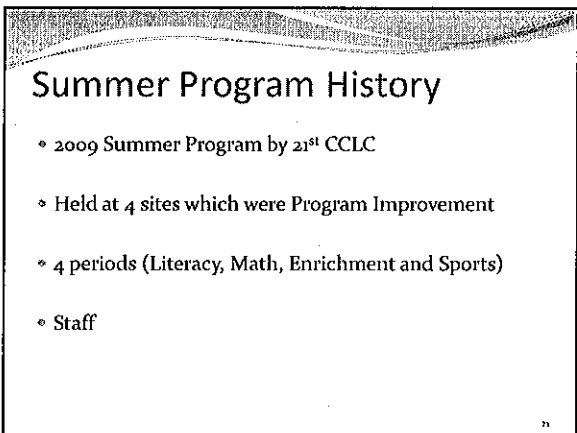 Summer Program History
• 2009 Summer Program by 21st CCLC
• Held at 4 sites which were Program Improvement
• 4 periods (Literacy, Math, Enrichment and Sports)
• Staff